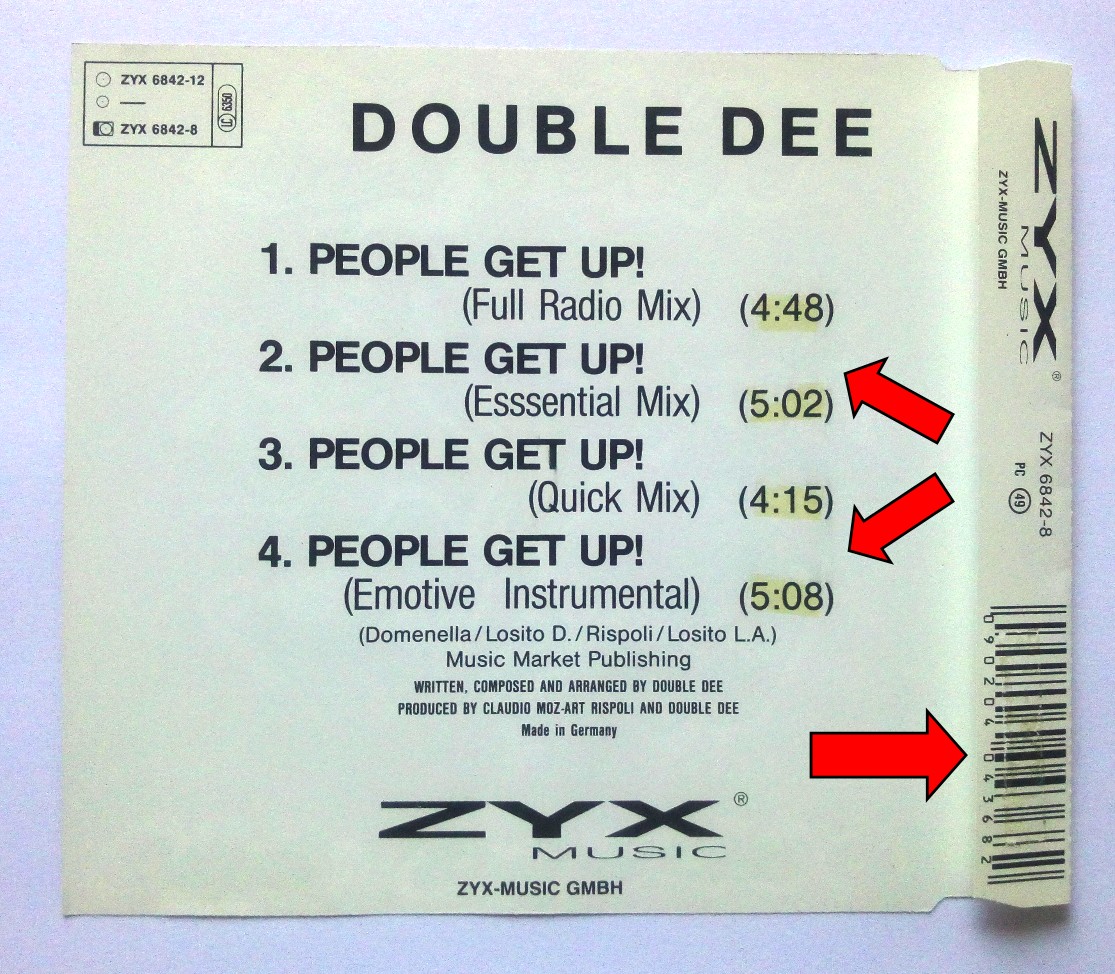 ZYX 6842-12
—
ZYX 6842-8
LC 6350
DOUBLE DEE
1. PEOPLE GET UP!
(Full Radio Mix) (4:48)
2. PEOPLE GET UP!
(Esssential Mix) (5:02)
3. PEOPLE GET UP!
(Quick Mix) (4:15)
4. PEOPLE GET UP!
(Emotive Instrumental) (5:08)
(Domenella/Losito D./Rispoli/Losito L.A.)
Music Market Publishing
WRITTEN, COMPOSED AND ARRANGED BY DOUBLE DEE
PRODUCED BY CLAUDIO MOZ-ART RISPOLI AND DOUBLE DEE
Made in Germany
ZYX ®
MUSIC
ZYX-MUSIC GMBH
ZYX ®
MUSIC
ZYX-MUSIC GMBH
ZYX 6842-8
PC 49
090204 043682